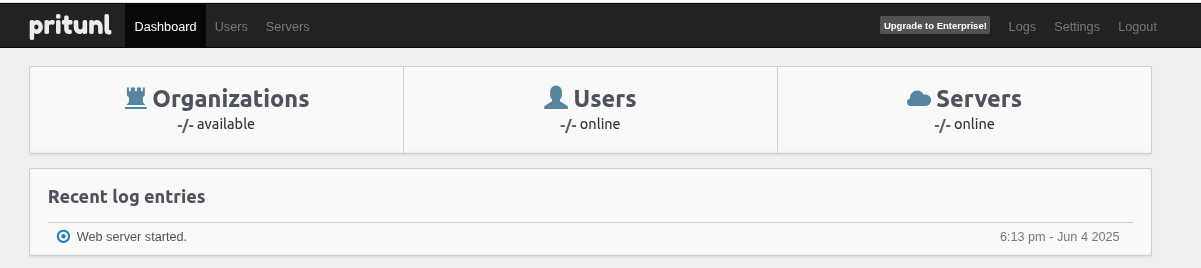 pritunl Dashboard Users Servers Upgrade to Enterprise! Logs Settings Logout
Organizations Users Servers
-/- available -/- online -/- online
Recent log entries
Web server started. 6:13 pm - Jun 4 2025